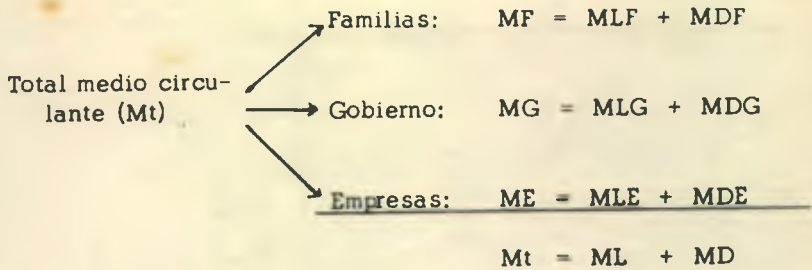 Familias: MF = MLF + MDF
Total medio circu-
lante (Mt)
Gobierno: MG = MLG + MDG
Empresas: ME = MLE + MDE
Mt = ML + MD